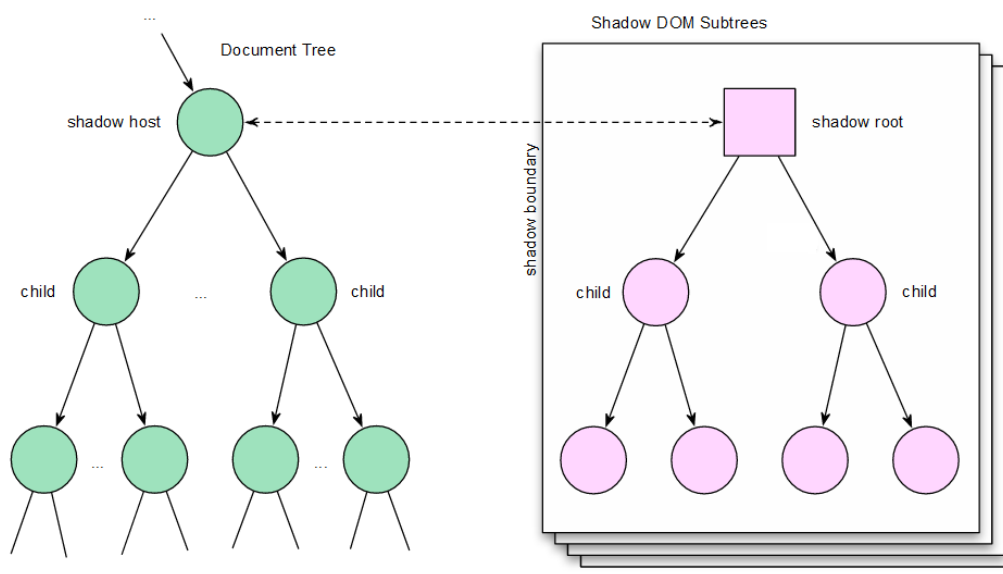 ...
Document Tree
Shadow DOM Subtrees
shadow host
shadow root
shadow boundary
child
...
child
child
child
...
...